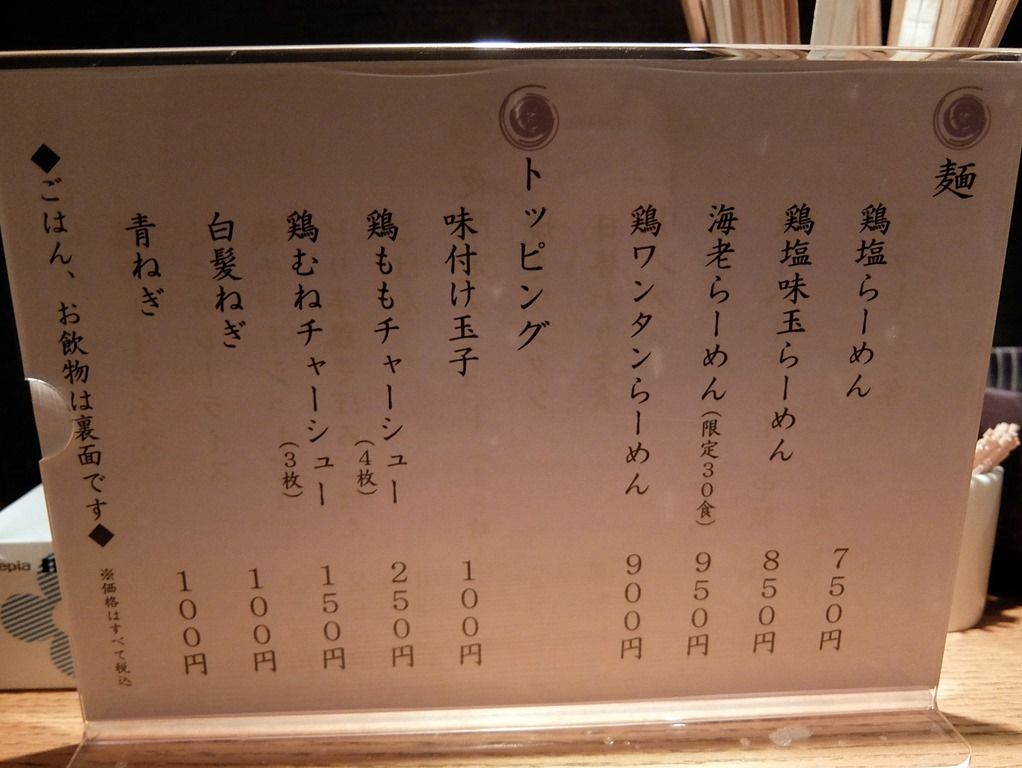 麺
鶏塩らーめん 750円
鶏塩味玉らーめん 850円
海老らーめん(限定30食) 950円
鶏ワンタンらーめん 900円
トッピング
味付け玉子 100円
鶏ももチャーシュー(4枚) 250円
鶏むねチャーシュー(3枚) 150円
白髪ねぎ 100円
青ねぎ 100円
◆ごはん、お飲物は裏面です◆
※価格はすべて税込
epia